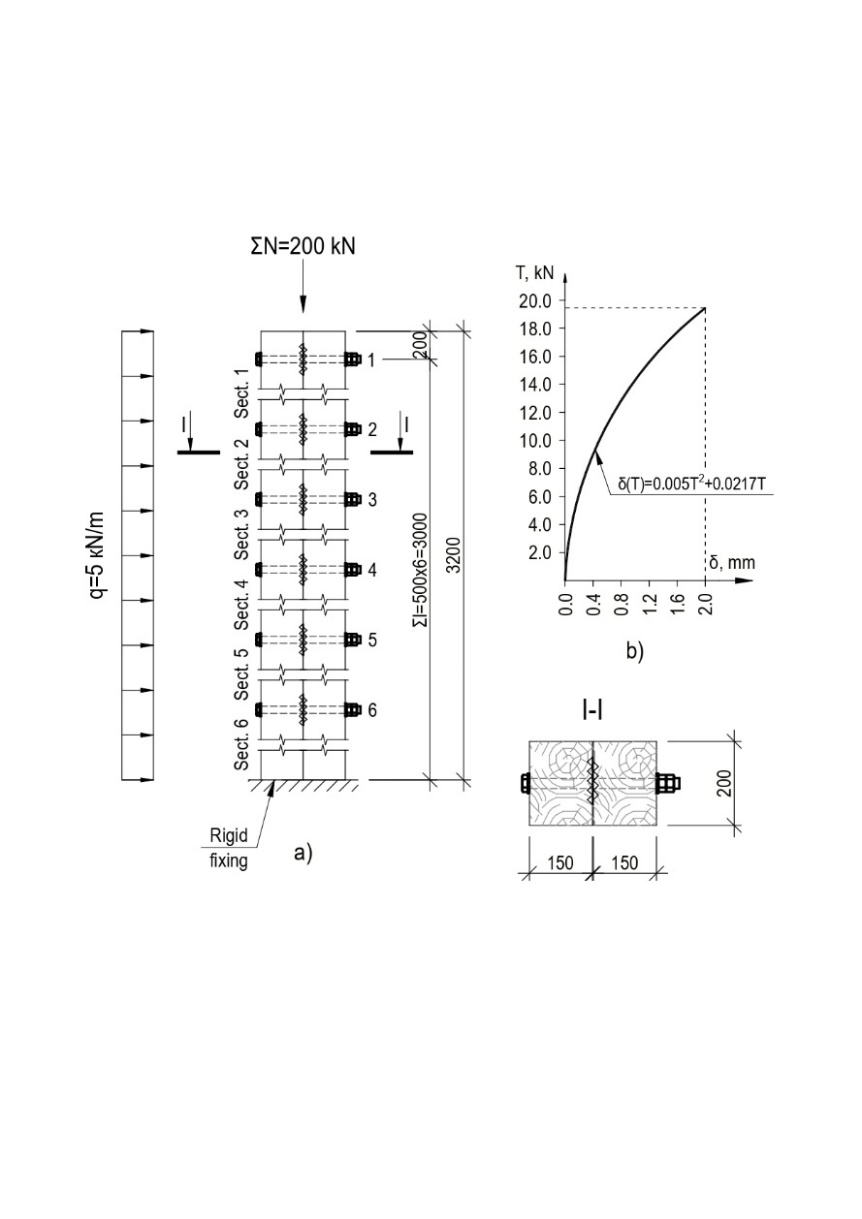 ΣN=200 kN
200
1
Sect. 1
I
I
2
Sect. 2
3
Sect. 3
4
Sect. 4
5
Sect. 5
6
Sect. 6
q=5 кN/m
Σl=500x6=3000
3200
Rigid
fixing
a)
T, kN
20.0
18.0
16.0
14.0
12.0
10.0
8.0
6.0
4.0
2.0
δ(T)=0.005T²+0.0217T
δ, mm
0.0
0.4
0.8
1.2
1.6
2.0
b)
I-I
200
150
150